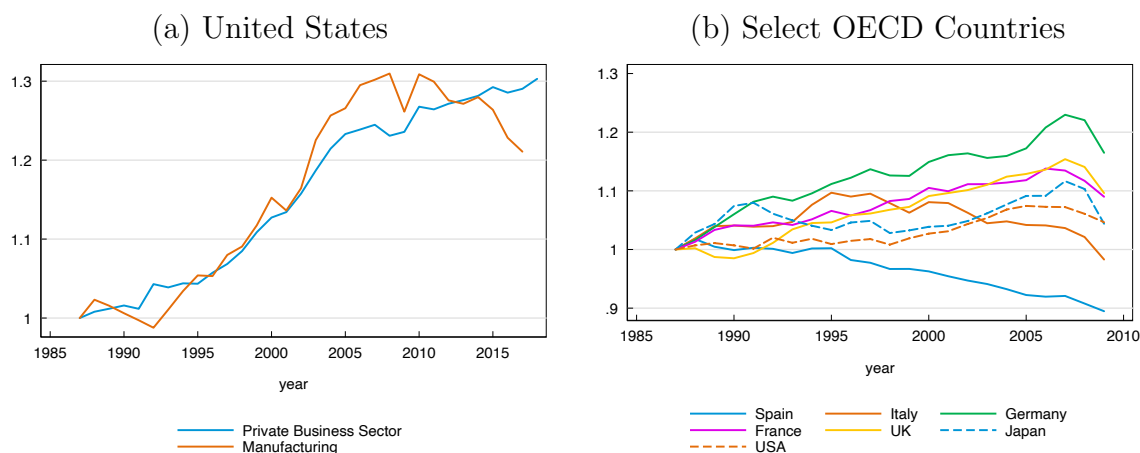 (a) United States
1.3
1.2
1.1
1
1985 1990 1995 2000 2005 2010 2015
year
Private Business Sector
Manufacturing
(b) Select OECD Countries
1.3
1.2
1.1
1
.9
1985 1990 1995 2000 2005 2010
year
Spain Italy Germany
France UK Japan
USA